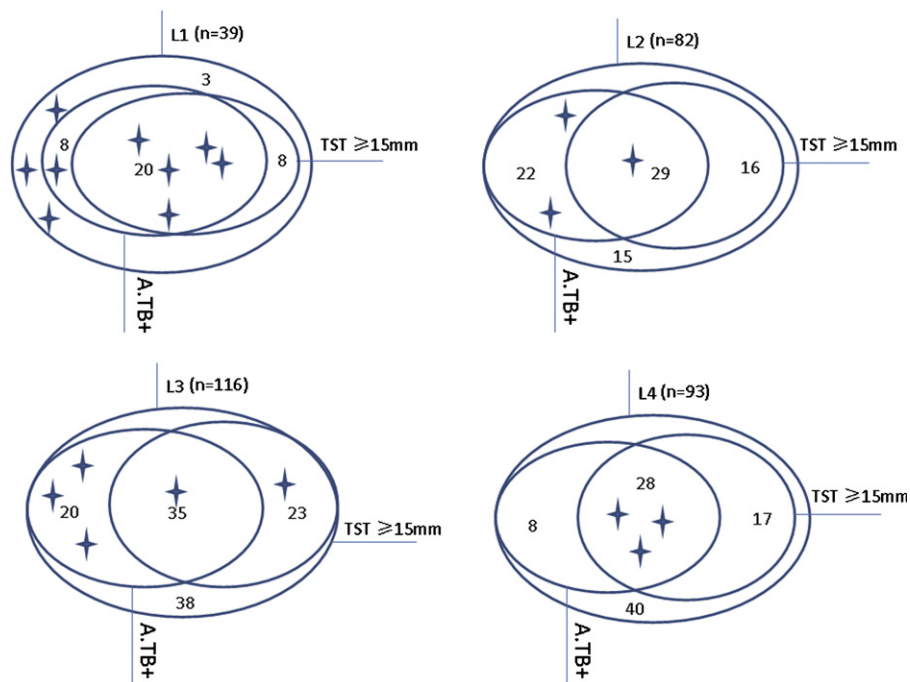 L1 (n=39)
3
8
20
8
TST ≥15mm
A.TB+
L2 (n=82)
22
29
16
TST ≥15mm
15
A.TB+
L3 (n=116)
20
35
23
TST ≥15mm
38
A.TB+
L4 (n=93)
28
8
17
TST ≥15mm
40
A.TB+